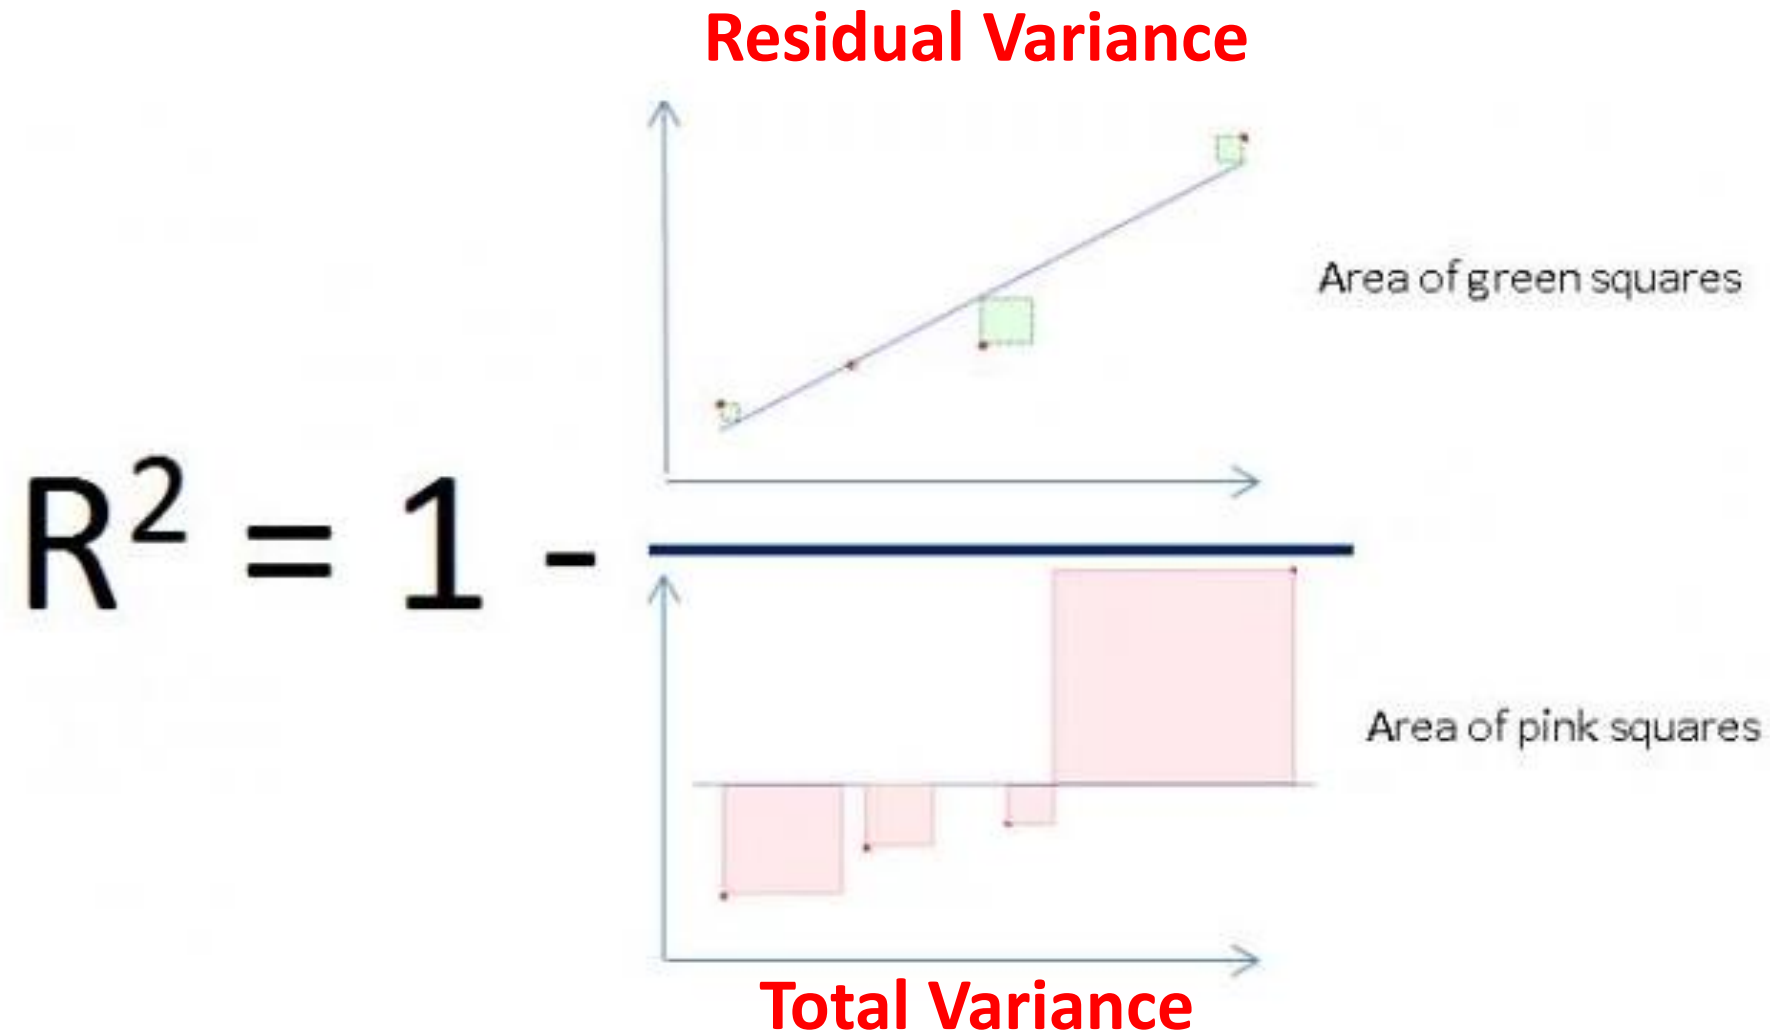 Residual Variance
Area of green squares
R² = 1 -
Area of pink squares
Total Variance